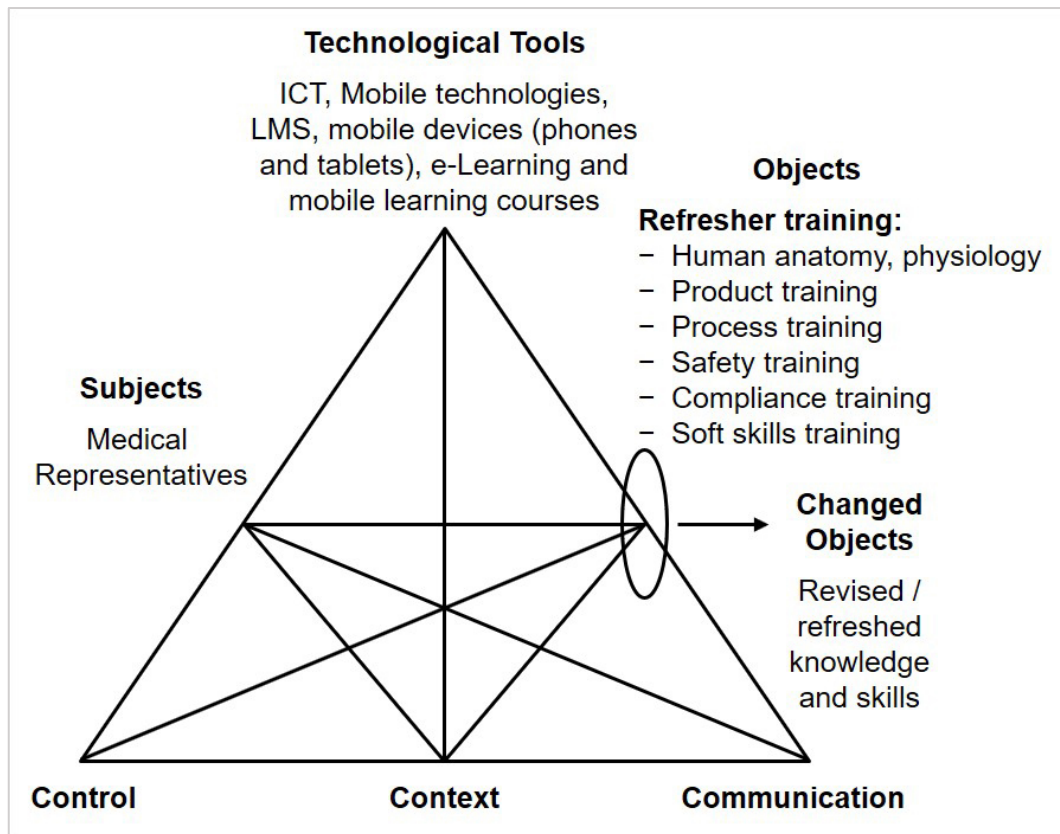 Technological Tools
ICT, Mobile technologies,
LMS, mobile devices (phones
and tablets), e-Learning and
mobile learning courses
Objects
Refresher training:
− Human anatomy, physiology
− Product training
− Process training
− Safety training
− Compliance training
− Soft skills training
Subjects
Medical
Representatives
Changed
Objects
Revised /
refreshed
knowledge
and skills
Control
Context
Communication